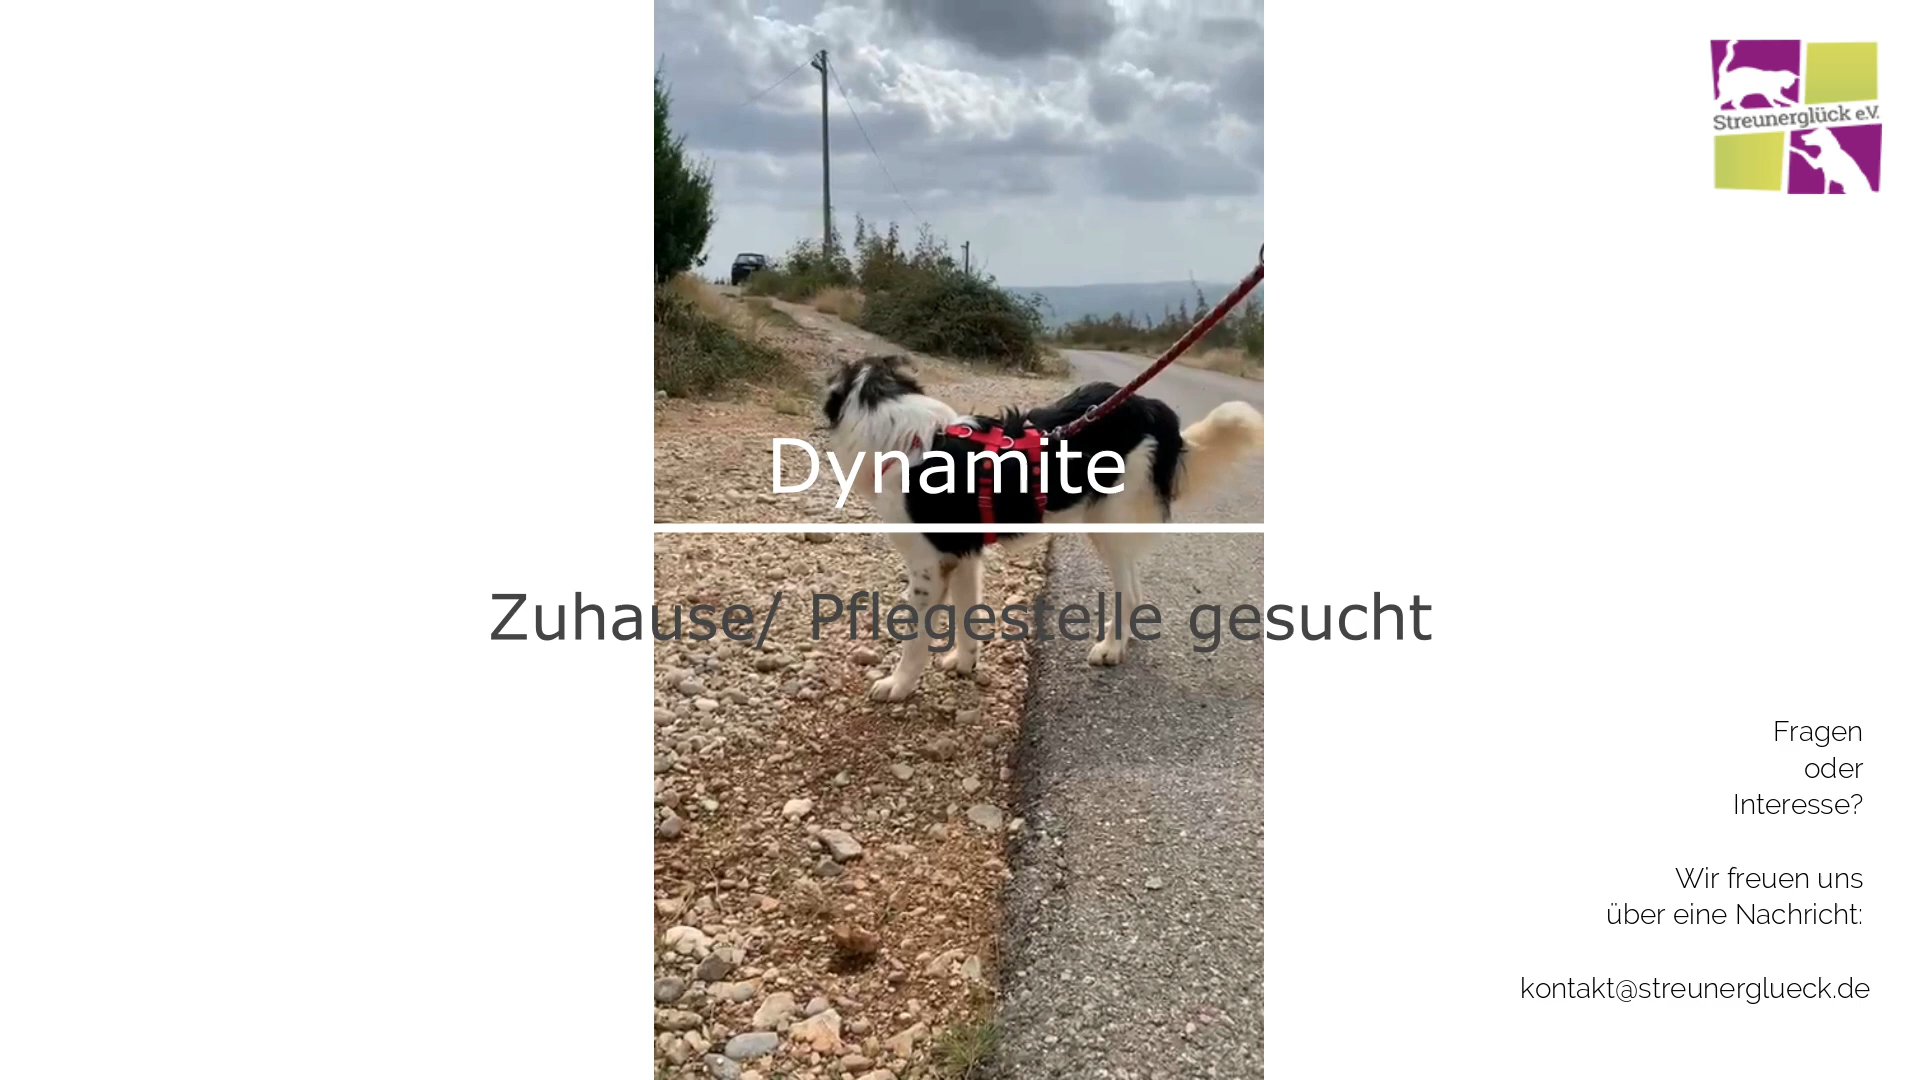 Streunerglück e.V.
Dynamite
Zuhause/ Pflegestelle gesucht
Fragen
oder
Interesse?
Wir freuen uns
über eine Nachricht:
kontakt@streunerglueck.de